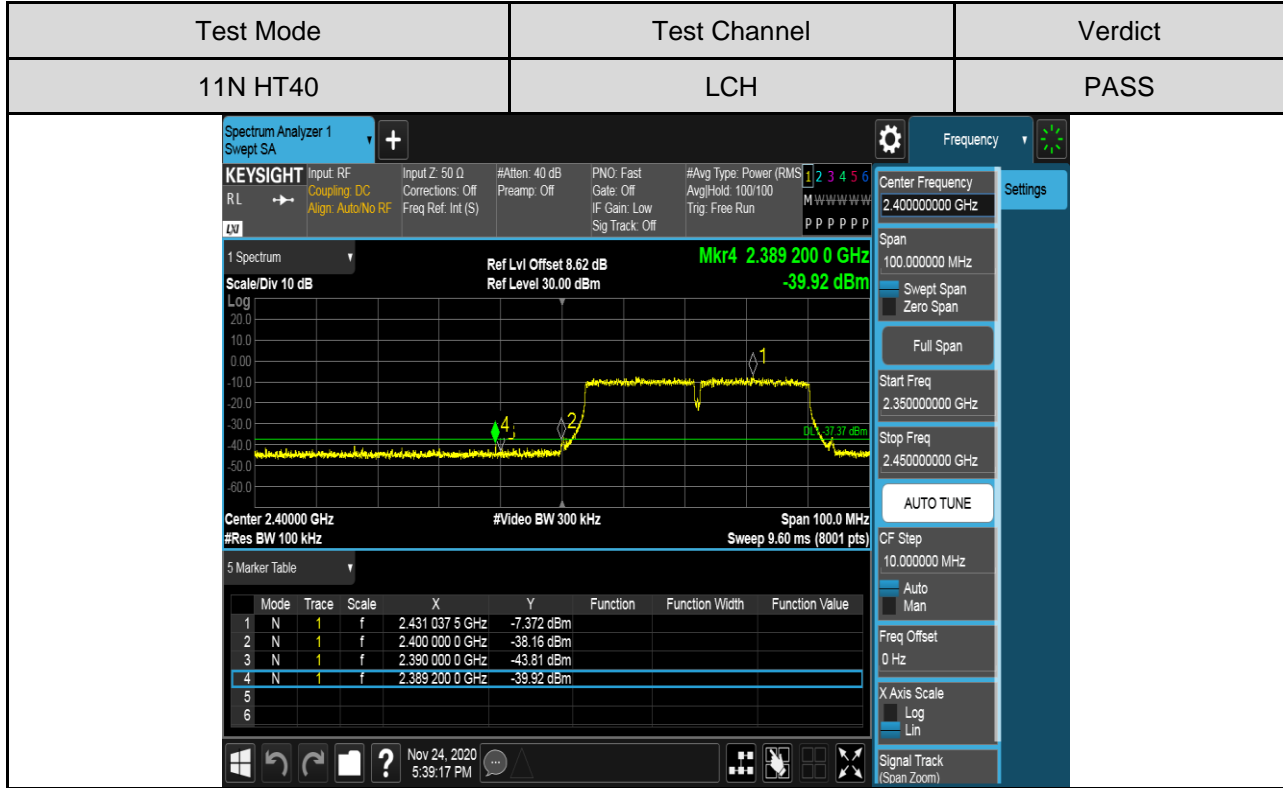 Test Mode Test Channel Verdict
11N HT40 LCH PASS
Spectrum Analyzer 1
Swept SA
+
Frequency
KEYSIGHT Input: RF Input Z: 50 Ω #Atten: 40 dB PNO: Fast #Avg Type: Power (RMS 1 2 3 4 5 6
RL Coupling: DC Corrections: Off Preamp: Off Gate: Off Avg|Hold: 100/100 M W W W W W
Align: Auto/No RF Freq Ref: Int (S) IF Gain: Low Trig: Free Run
LXI Sig Track: Off P P P P P P
1 Spectrum Ref Lvl Offset 8.62 dB Mkr4 2.389 200 0 GHz
Scale/Div 10 dB Ref Level 30.00 dBm -39.92 dBm
Log
20.0
10.0
0.00
-10.0
-20.0
-30.0
-40.0
-50.0
-60.0
1
2
4
DL1 -37.37 dBm
Center 2.40000 GHz #Video BW 300 kHz Span 100.0 MHz
#Res BW 100 kHz Sweep 9.60 ms (8001 pts)
5 Marker Table
Mode Trace Scale X Y Function Function Width Function Value
1 N 1 f 2.431 037 5 GHz -7.372 dBm
2 N 1 f 2.400 000 0 GHz -38.16 dBm
3 N 1 f 2.390 000 0 GHz -43.81 dBm
4 N 1 f 2.389 200 0 GHz -39.92 dBm
5
6
? Nov 24, 2020
5:39:17 PM
Settings
Center Frequency
2.400000000 GHz
Span
100.000000 MHz
Swept Span
Zero Span
Full Span
Start Freq
2.350000000 GHz
Stop Freq
2.450000000 GHz
AUTO TUNE
CF Step
10.000000 MHz
Auto
Man
Freq Offset
0 Hz
X Axis Scale
Log
Lin
Signal Track
(Span Zoom)